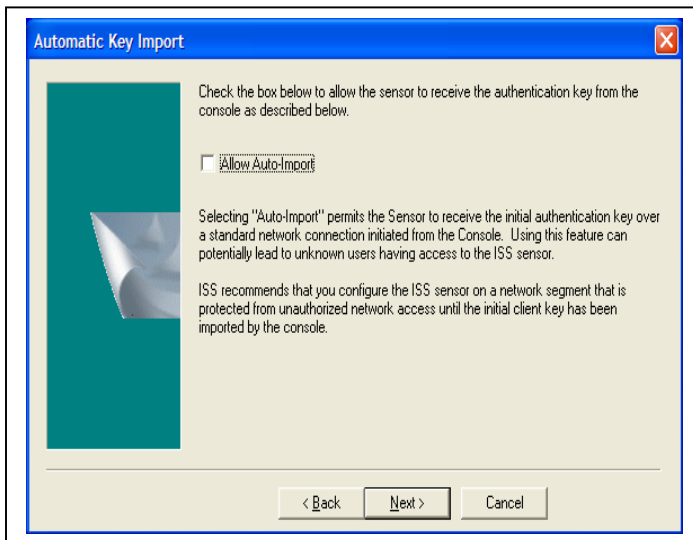 Automatic Key Import
Check the box below to allow the sensor to receive the authentication key from the
console as described below.
Allow Auto-Import
Selecting "Auto-Import" permits the Sensor to receive the initial authentication key over
a standard network connection initiated from the Console.  Using this feature can
potentially lead to unknown users having access to the ISS sensor.
ISS recommends that you configure the ISS sensor on a network segment that is
protected from unauthorized network access until the initial client key has been
imported by the console.
< Back
Next >
Cancel